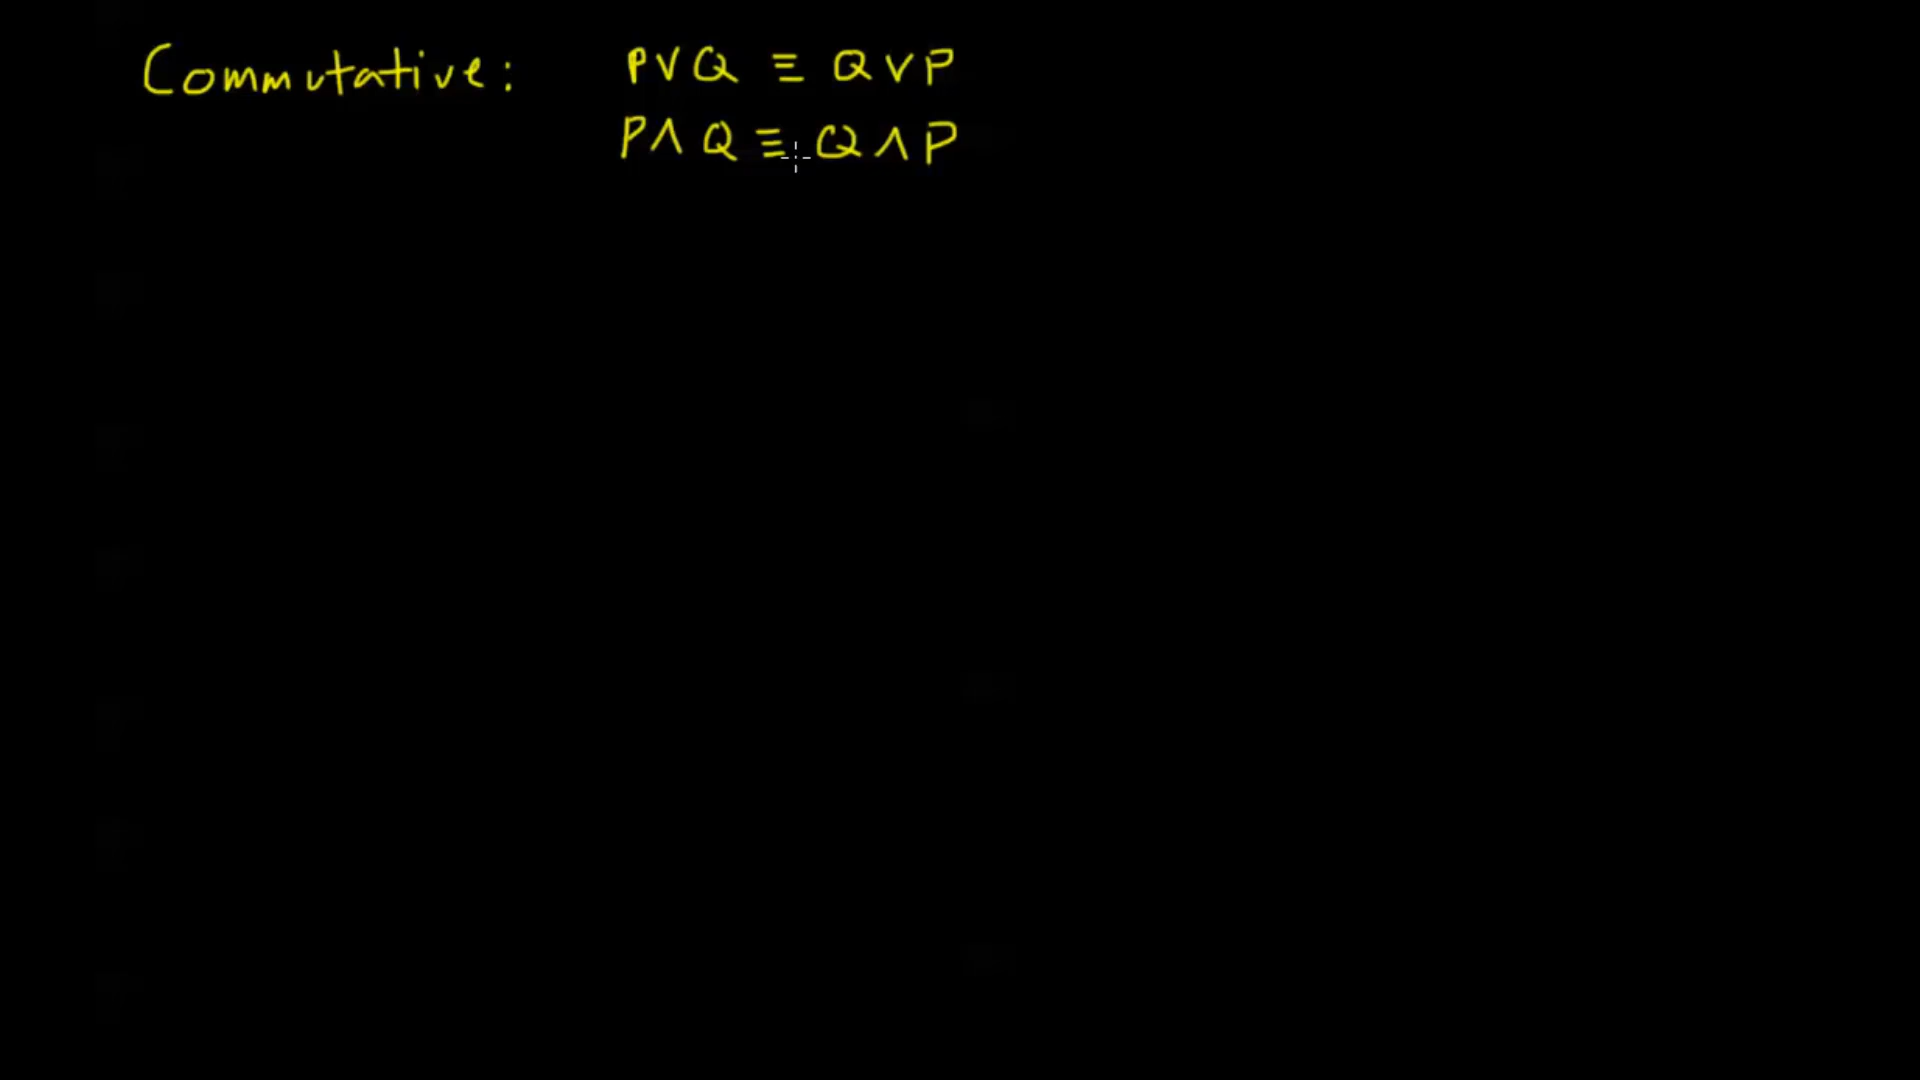 Commutative: P∨Q ≡ Q∨P
P∧Q ≡ Q∧P